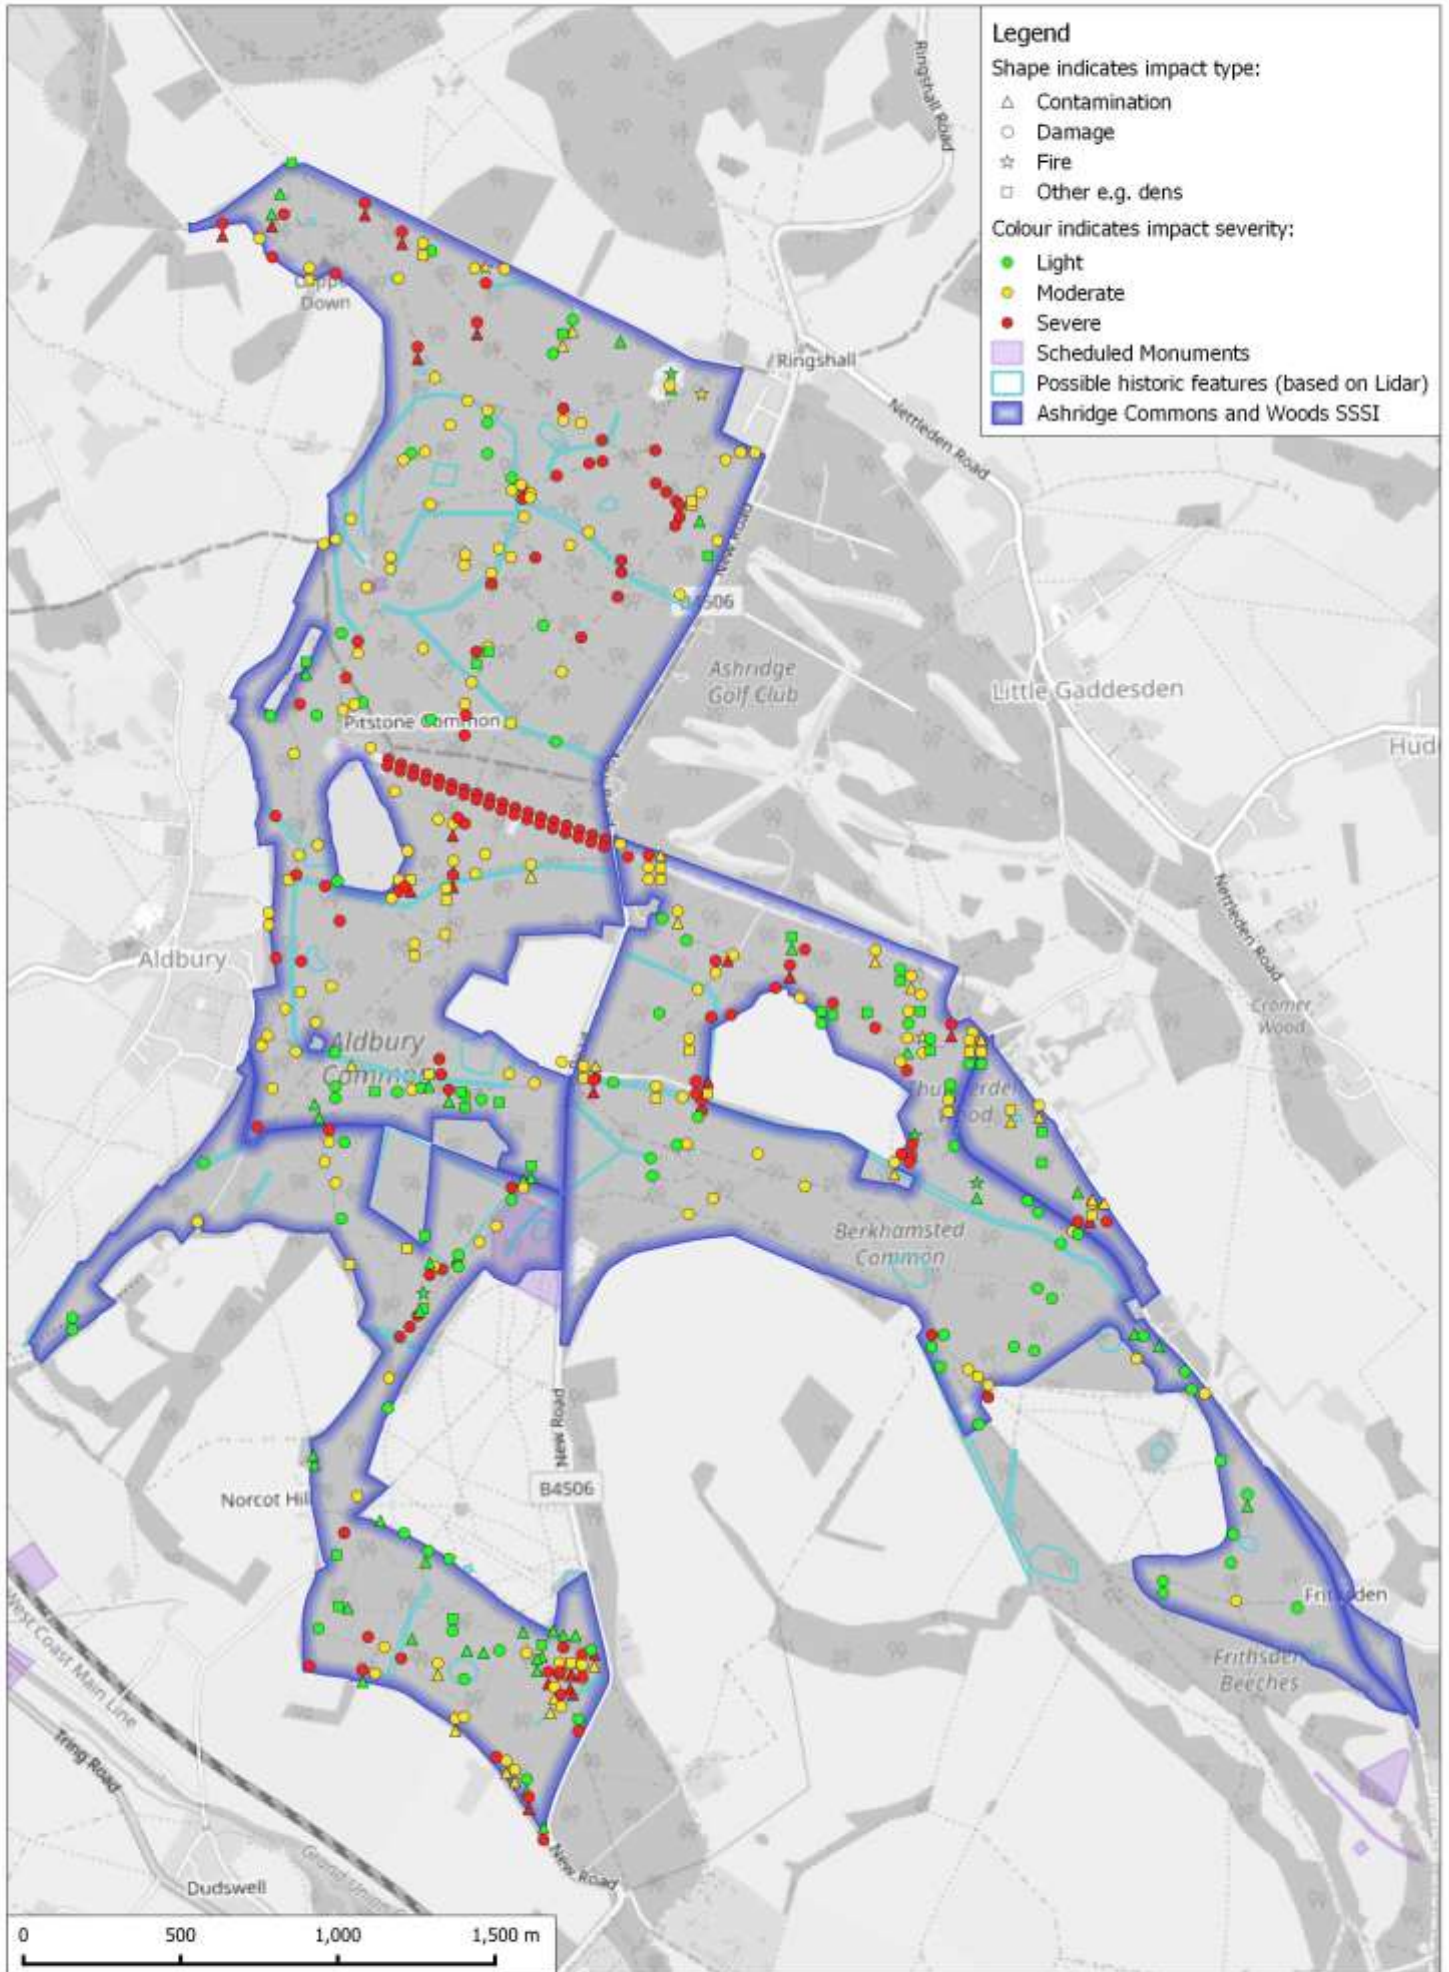 Legend
Shape indicates impact type:
Contamination
Damage
Fire
Other e.g. dens
Colour indicates impact severity:
Light
Moderate
Severe
Scheduled Monuments
Possible historic features (based on Lidar)
Ashridge Commons and Woods SSSI
Ringshall Road
Down
Ringshall
Nettleden Road
New Road
Ashridge
Golf Club
Little Gaddesden
Pitstone Common
Aldbury
Nettleden Road
Cromer
Wood
Aldbury
Common
Berkhamsted
Common
New Road
B4506
Norcot Hill
Frithsden
Frithsden
Beeches
West Coast Main Line
Tring Road
New Road
Dudswell
0 500 1,000 1,500 m